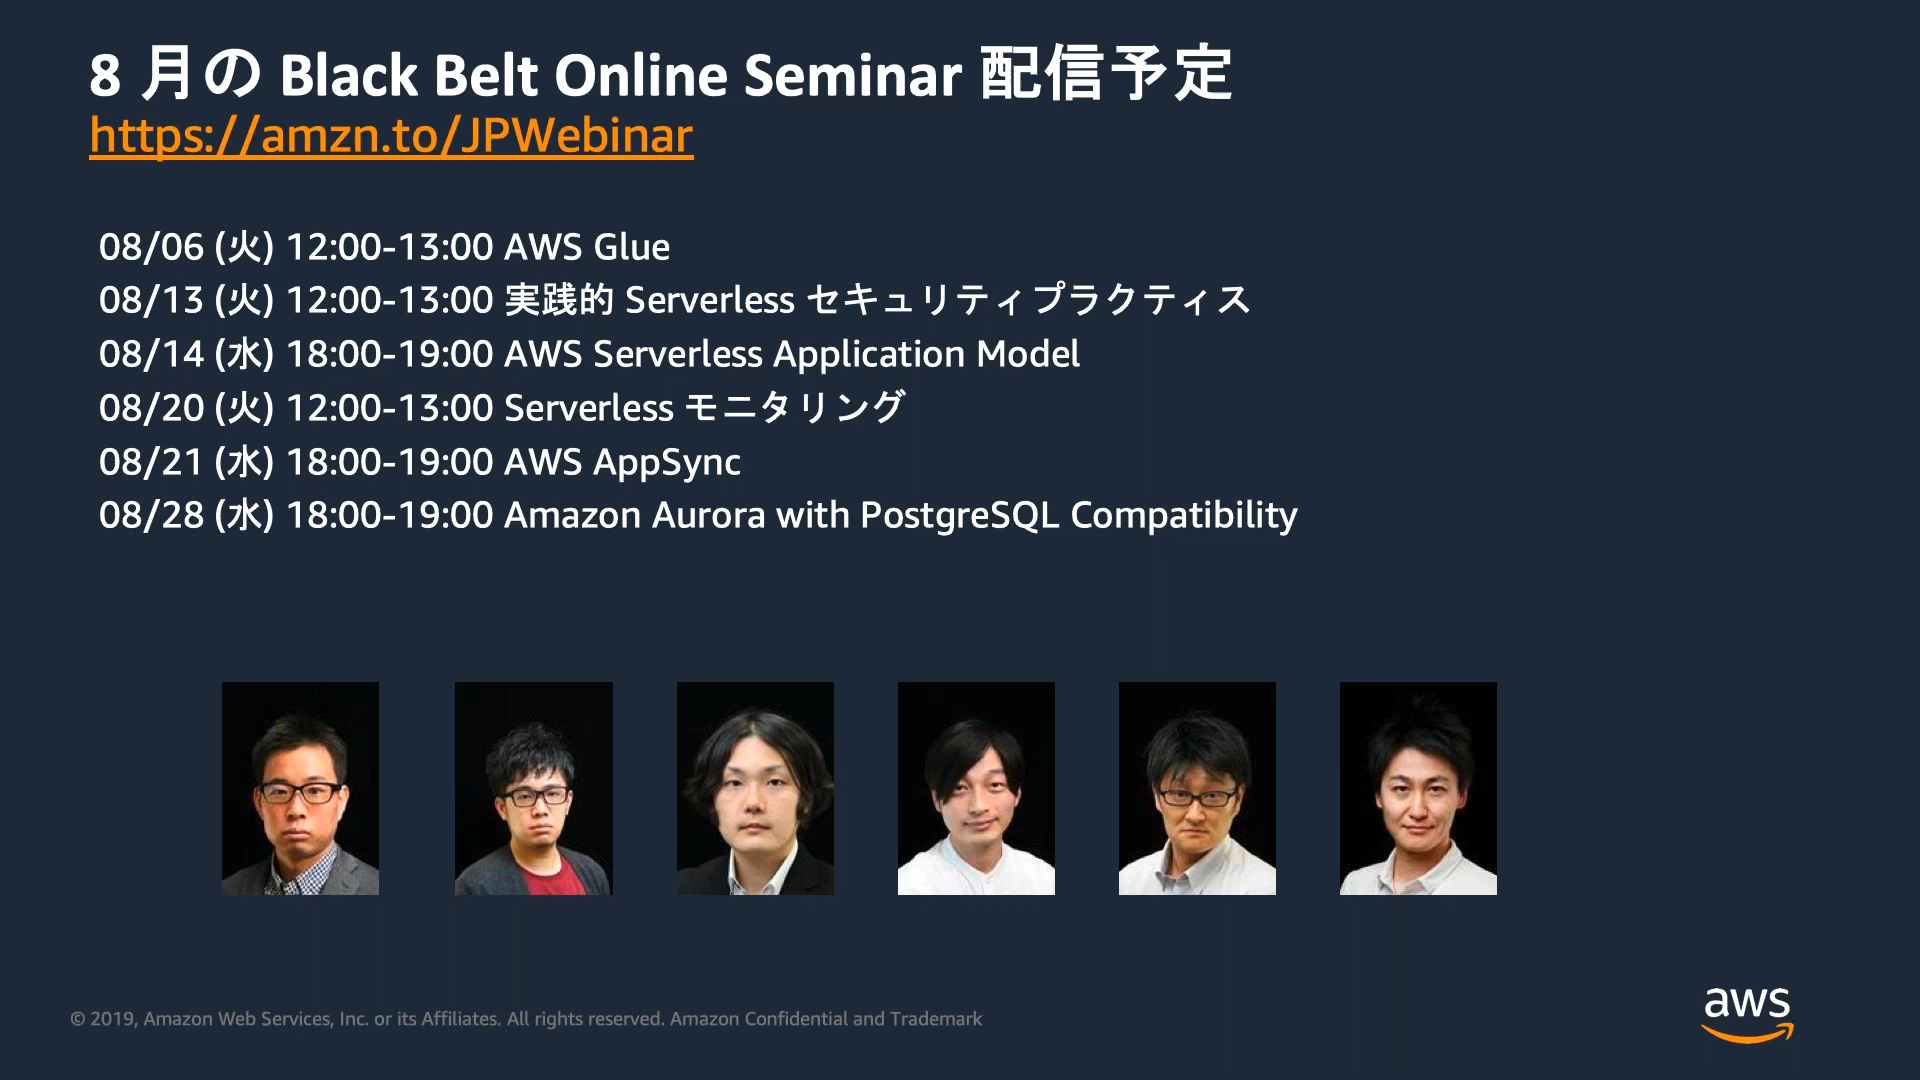 8 月の Black Belt Online Seminar 配信予定
https://amzn.to/JPWebinar
08/06 (火) 12:00-13:00 AWS Glue
08/13 (火) 12:00-13:00 実践的 Serverless セキュリティプラクティス
08/14 (水) 18:00-19:00 AWS Serverless Application Model
08/20 (火) 12:00-13:00 Serverless モニタリング
08/21 (水) 18:00-19:00 AWS AppSync
08/28 (水) 18:00-19:00 Amazon Aurora with PostgreSQL Compatibility
© 2019, Amazon Web Services, Inc. or its Affiliates. All rights reserved. Amazon Confidential and Trademark
aws